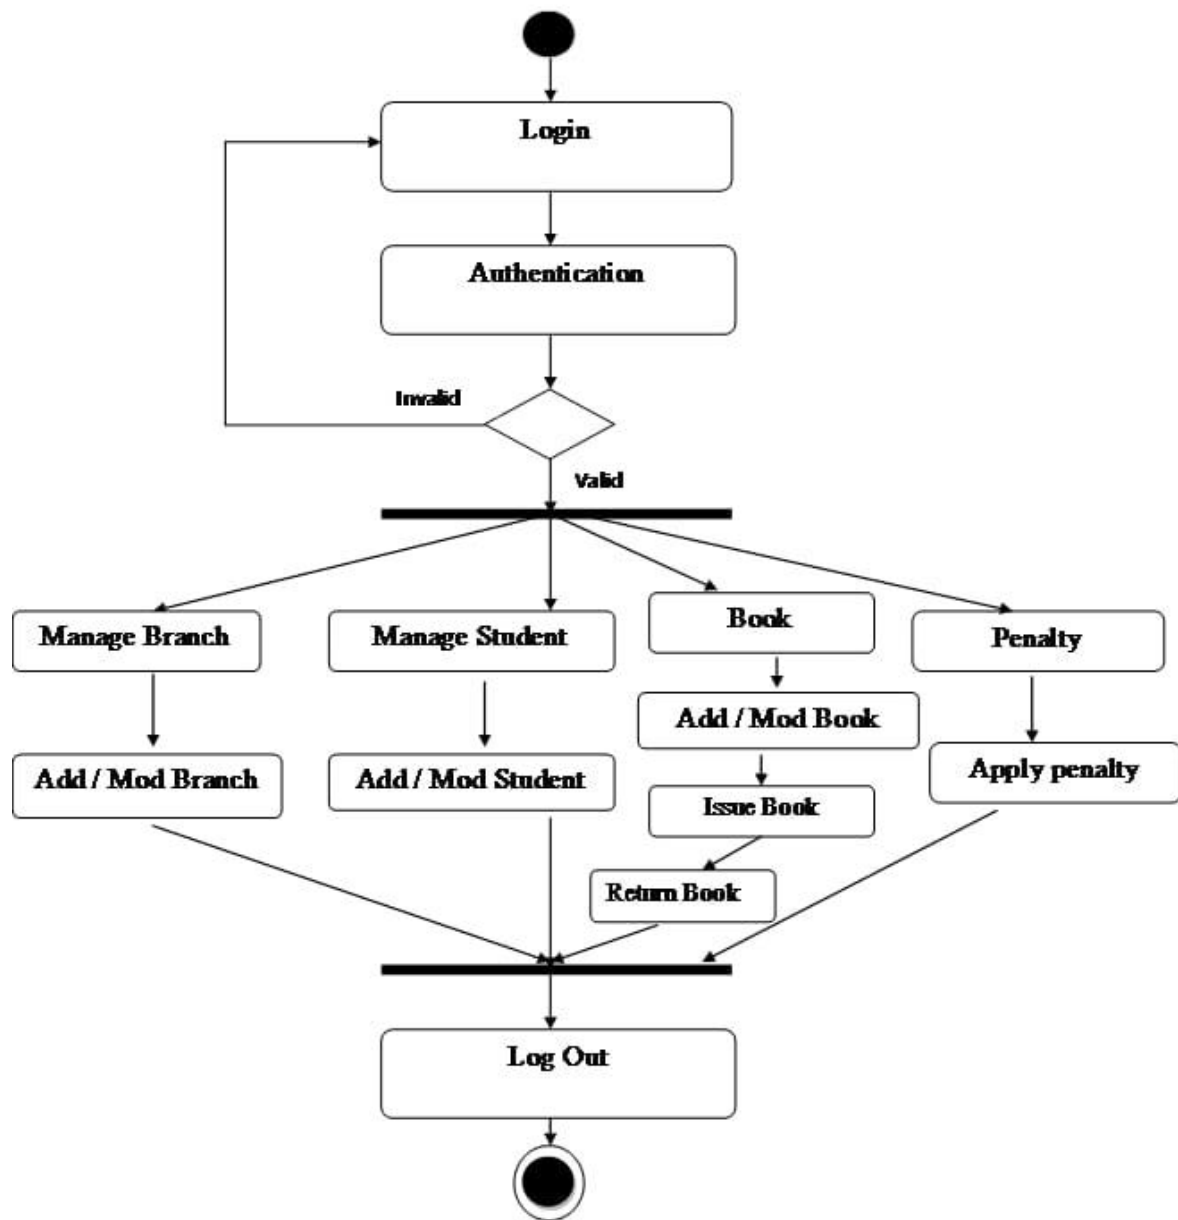 Login
Authentication
Invalid
Valid
Manage Branch
Manage Student
Book
Penalty
Add / Mod Book
Add / Mod Branch
Add / Mod Student
Apply penalty
Issue Book
Return Book
Log Out